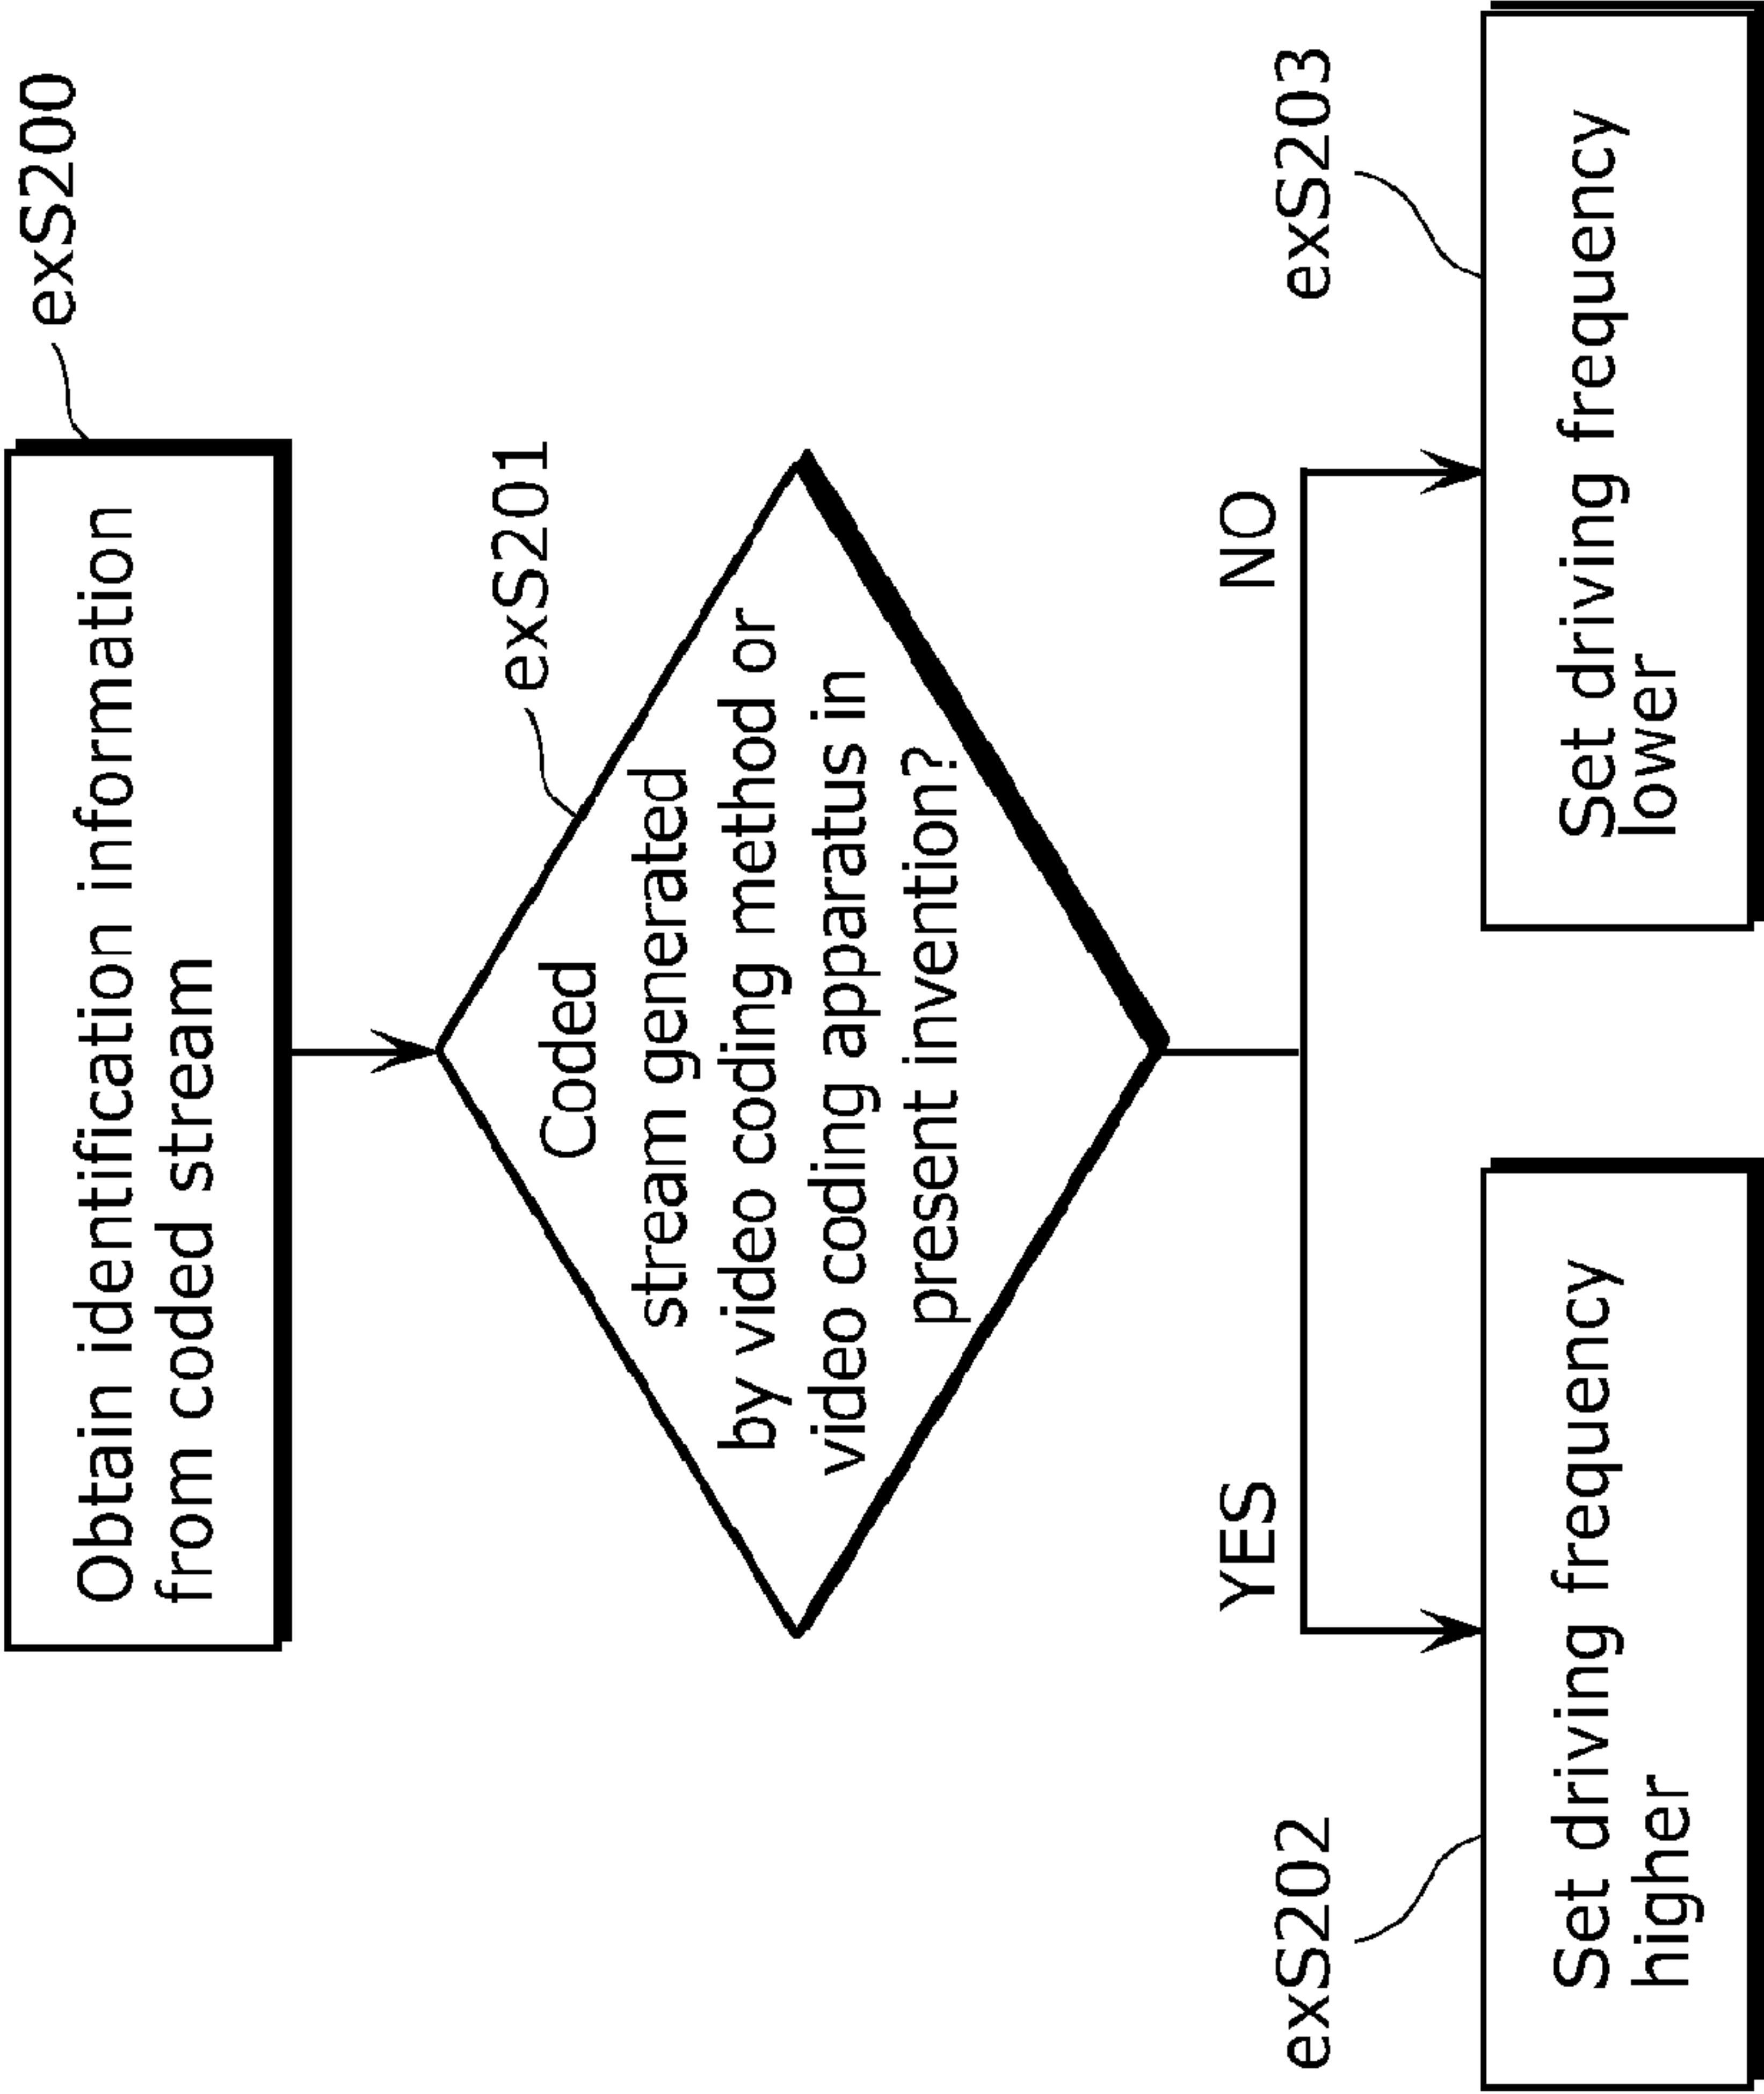 exS200
Obtain identification information
from coded stream
exS201
Coded
stream generated
by video coding method or
video coding apparatus in
present invention?
YES
NO
exS202
exS203
Set driving frequency
higher
Set driving frequency
lower